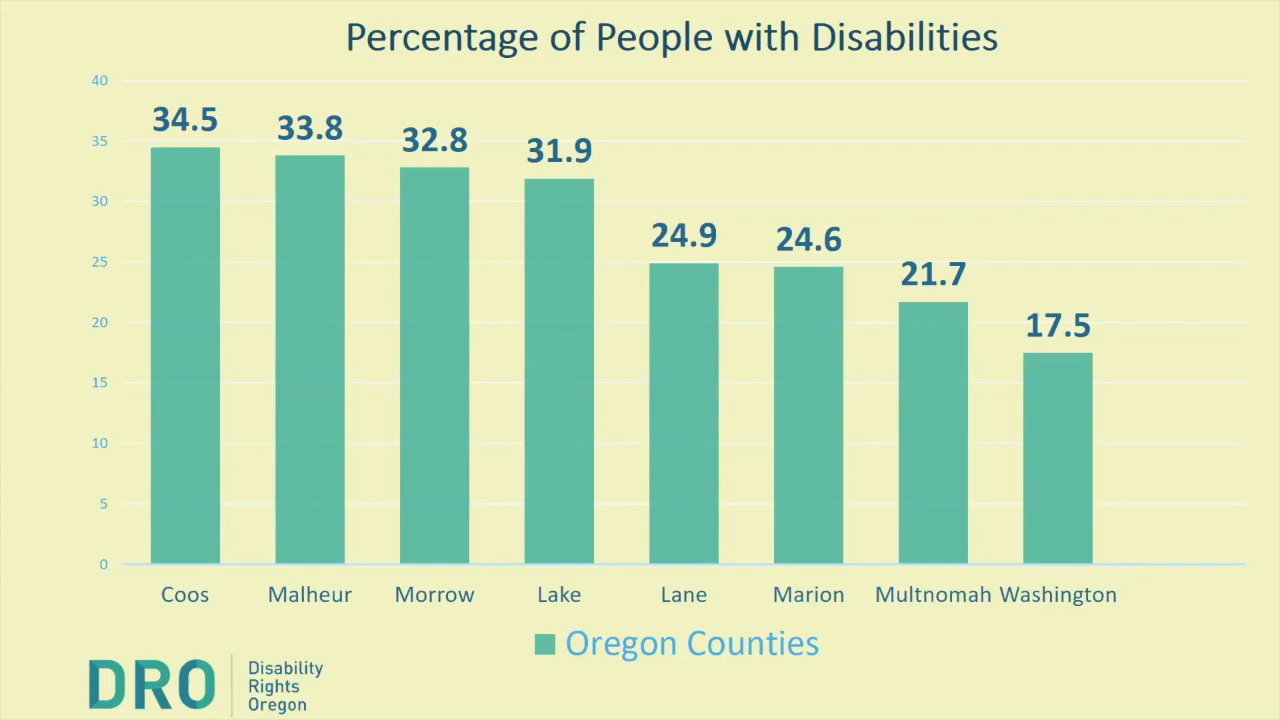 Percentage of People with Disabilities
40
35
30
25
20
15
10
5
0
34.5
33.8
32.8
31.9
24.9
24.6
21.7
17.5
Coos Malheur Morrow Lake Lane Marion Multnomah Washington
Oregon Counties
DRO
Disability
Rights
Oregon